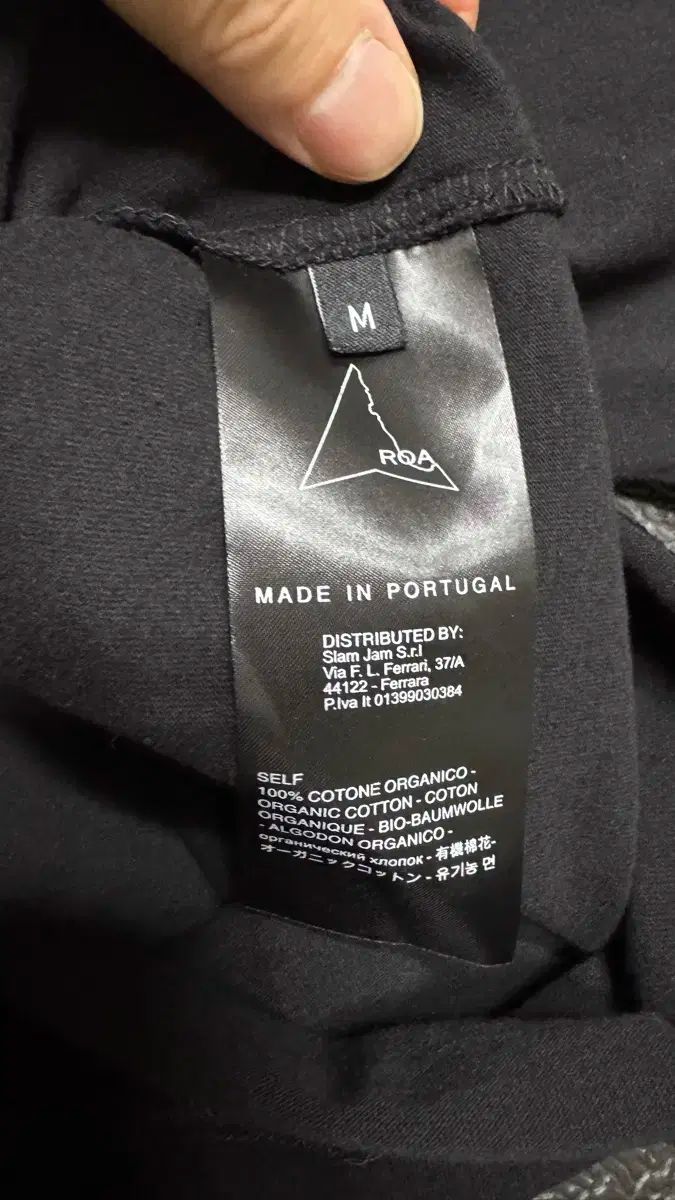 M
ROA
MADE IN PORTUGAL
DISTRIBUTED BY:
Slam Jam S.r.l
Via F. L. Ferrari, 37/A
44122 - Ferrara
P.Iva It 01399030384
SELF
100% COTONE ORGANICO -
ORGANIC COTTON - COTON
ORGANIQUE - BIO-BAUMWOLLE
- ALGODON ORGANICO -
органический хлопок - 有機棉花-
オーガニックコットン - 유기농 면